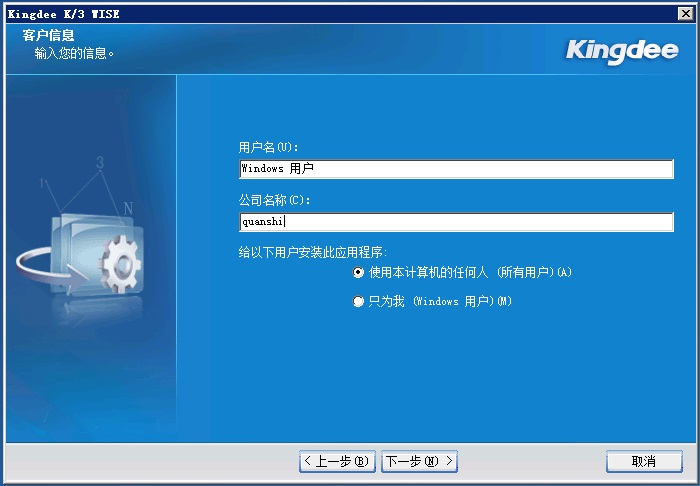 Kingdee K/3 WISE
客户信息
输入您的信息。
Kingdee
1
3
N
用户名(U):
Windows 用户
公司名称(C):
quanshi
给以下用户安装此应用程序:
使用本计算机的任何人 (所有用户)(A)
只为我 (Windows 用户)(M)
< 上一步(B)
下一步(N) >
取消